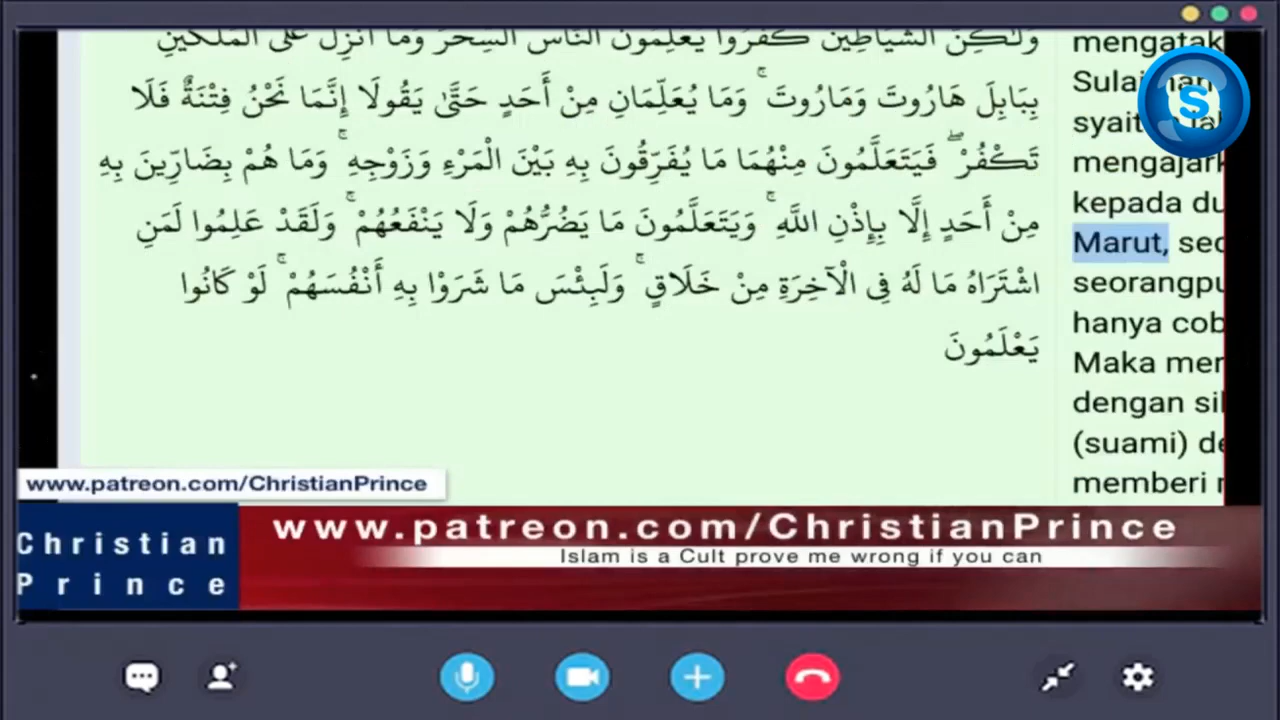 وَلَٰكِنَّ الشَّيَاطِينَ كَفَرُوا يُعَلِّمُونَ النَّاسَ السِّحْرَ وَمَا أُنْزِلَ عَلَى الْمَلَكَيْنِ
بِبَابِلَ هَارُوتَ وَمَارُوتَ ۚ وَمَا يُعَلِّمَانِ مِنْ أَحَدٍ حَتَّىٰ يَقُولَا إِنَّمَا نَحْنُ فِتْنَةٌ فَلَا
تَكْفُرْ ۖ فَيَتَعَلَّمُونَ مِنْهُمَا مَا يُفَرِّقُونَ بِهِ بَيْنَ الْمَرْءِ وَزَوْجِهِ ۚ وَمَا هُمْ بِضَارِّينَ بِهِ
مِنْ أَحَدٍ إِلَّا بِإِذْنِ اللَّهِ ۚ وَيَتَعَلَّمُونَ مَا يَضُرُّهُمْ وَلَا يَنْفَعُهُمْ ۚ وَلَقَدْ عَلِمُوا لَمَنِ
اشْتَرَاهُ مَا لَهُ فِي الْآخِرَةِ مِنْ خَلَاقٍ ۚ وَلَبِئْسَ مَا شَرَوْا بِهِ أَنْفُسَهُمْ ۚ لَوْ كَانُوا
يَعْلَمُونَ
mengatak
S
kepada du
Marut, sec
seorangpu
hanya cob
Maka mer
dengan sil
(suami) de
memberi
www.patreon.com/ChristianPrince
Christian
Prince
www.patreon.com/ChristianPrince
Islam is a Cult prove me wrong if you can